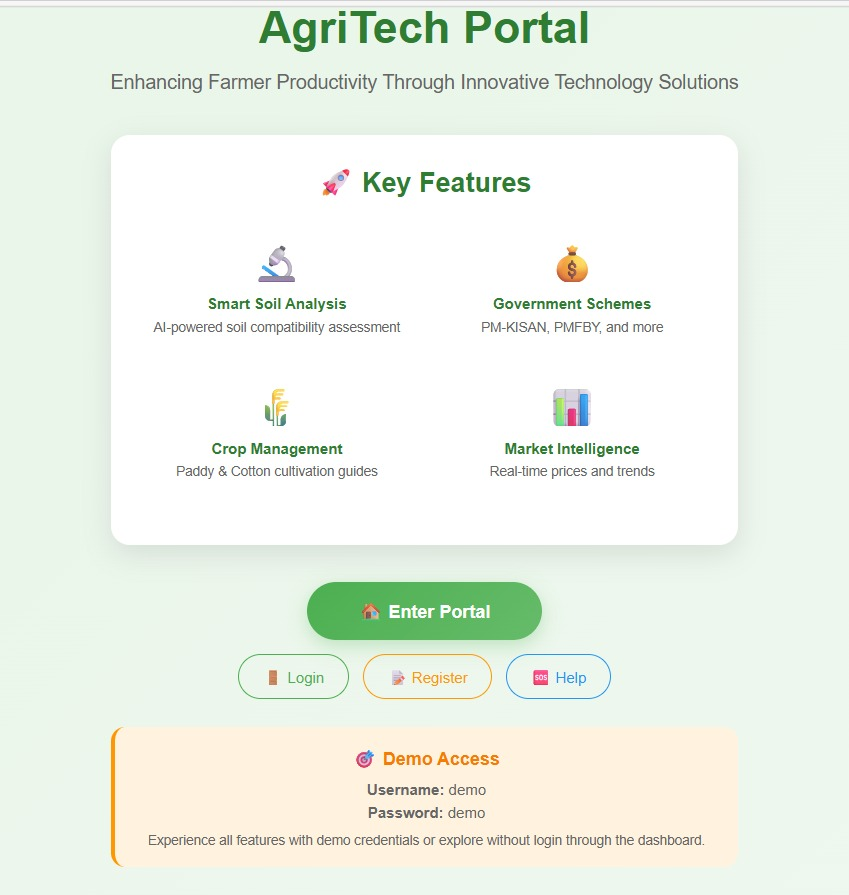 AgriTech Portal
Enhancing Farmer Productivity Through Innovative Technology Solutions
Key Features
Smart Soil Analysis
AI-powered soil compatibility assessment
Government Schemes
PM-KISAN, PMFBY, and more
Crop Management
Paddy & Cotton cultivation guides
Market Intelligence
Real-time prices and trends
Enter Portal
Login
Register
SOS Help
Demo Access
Username: demo
Password: demo
Experience all features with demo credentials or explore without login through the dashboard.